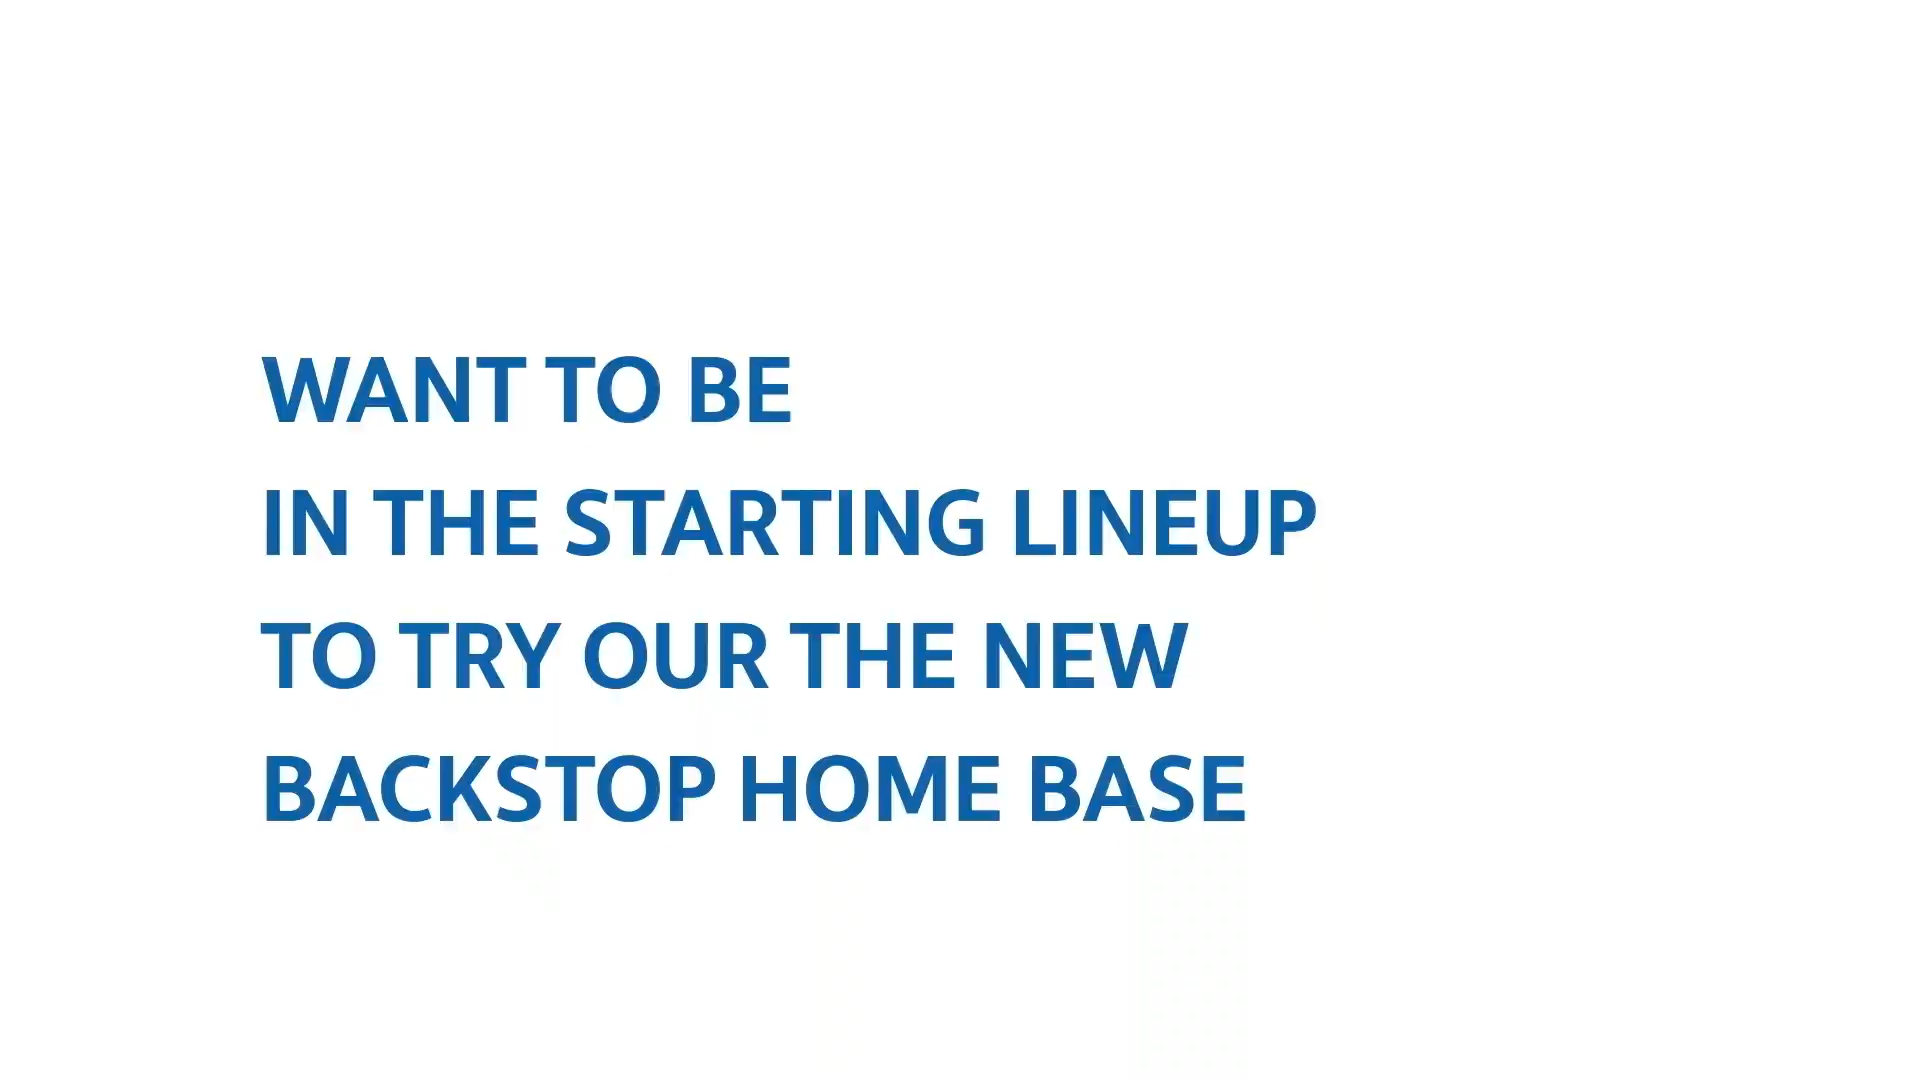 WANT TO BE
IN THE STARTING LINEUP
TO TRY OUR THE NEW
BACKSTOP HOME BASE